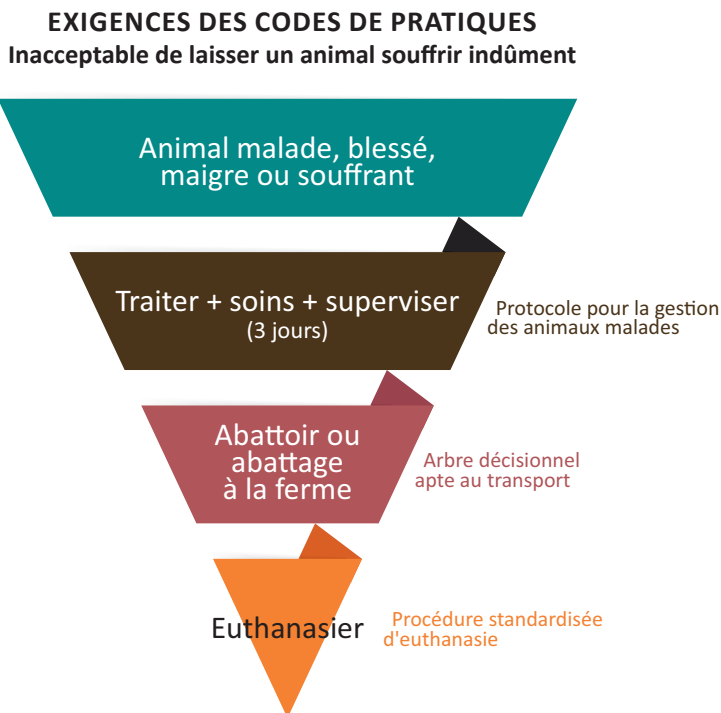 EXIGENCES DES CODES DE PRATIQUES
Inacceptable de laisser un animal souffrir indûment
Animal malade, blessé,
maigre ou souffrant
Traiter + soins + superviser
(3 jours)
Protocole pour la gestion
des animaux malades
Abattoir ou
abattage
à la ferme
Arbre décisionnel
apte au transport
Euthanasier
Procédure standardisée
d'euthanasie